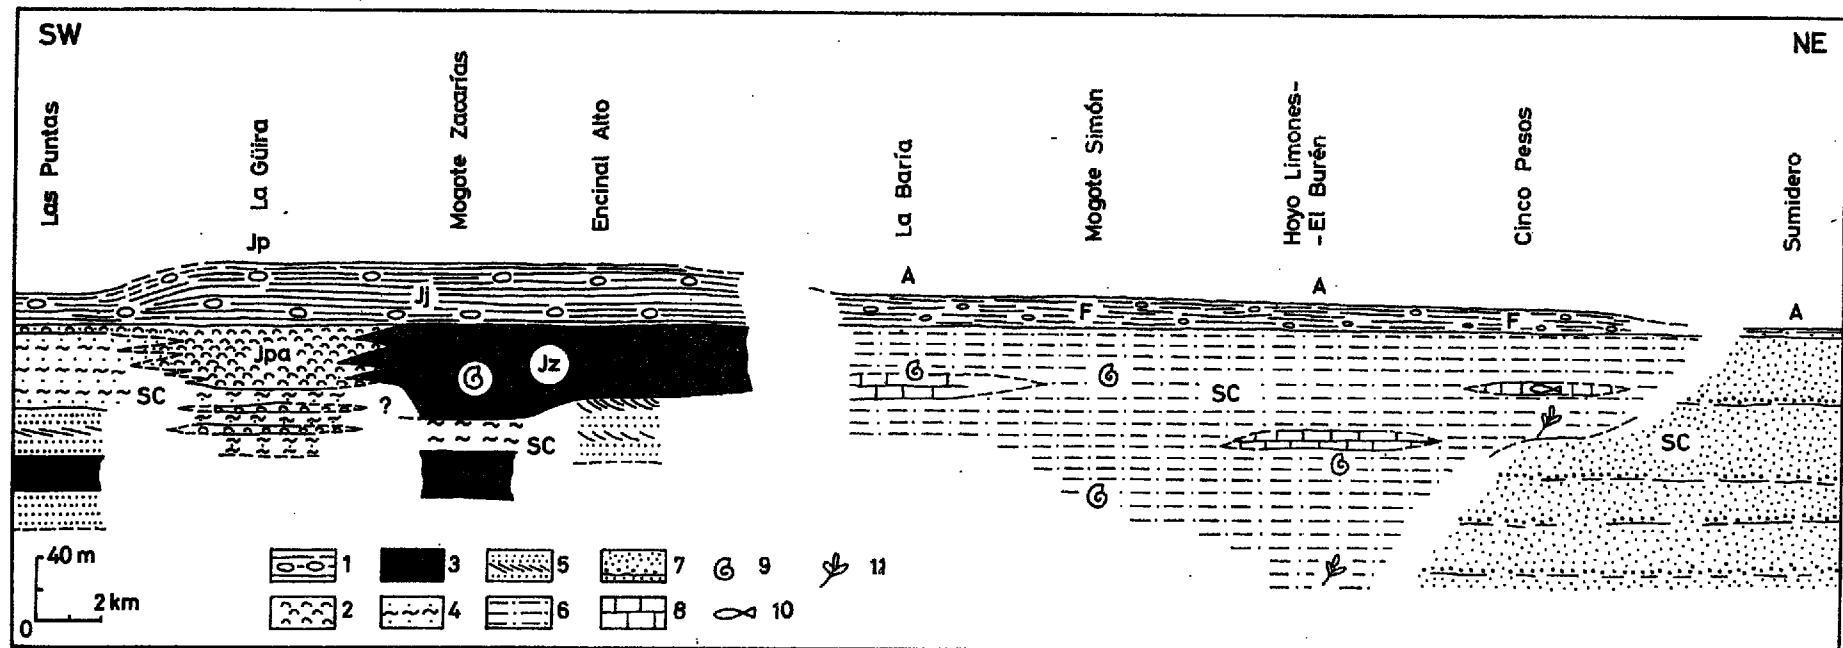 SW
NE
Las Puntas
La Güira
Mogote Zacarías
Encinal Alto
La Baría
Mogote Simón
Hoyo Limones-
- El Burén
Cinco Pesos
Sumidero
Jp
A
A
A
Jj
F
F
Jpa
Jz
SC
?
SC
SC
SC
40 m
2 km
0
1
3
5
7
9
11
2
4
6
8
10